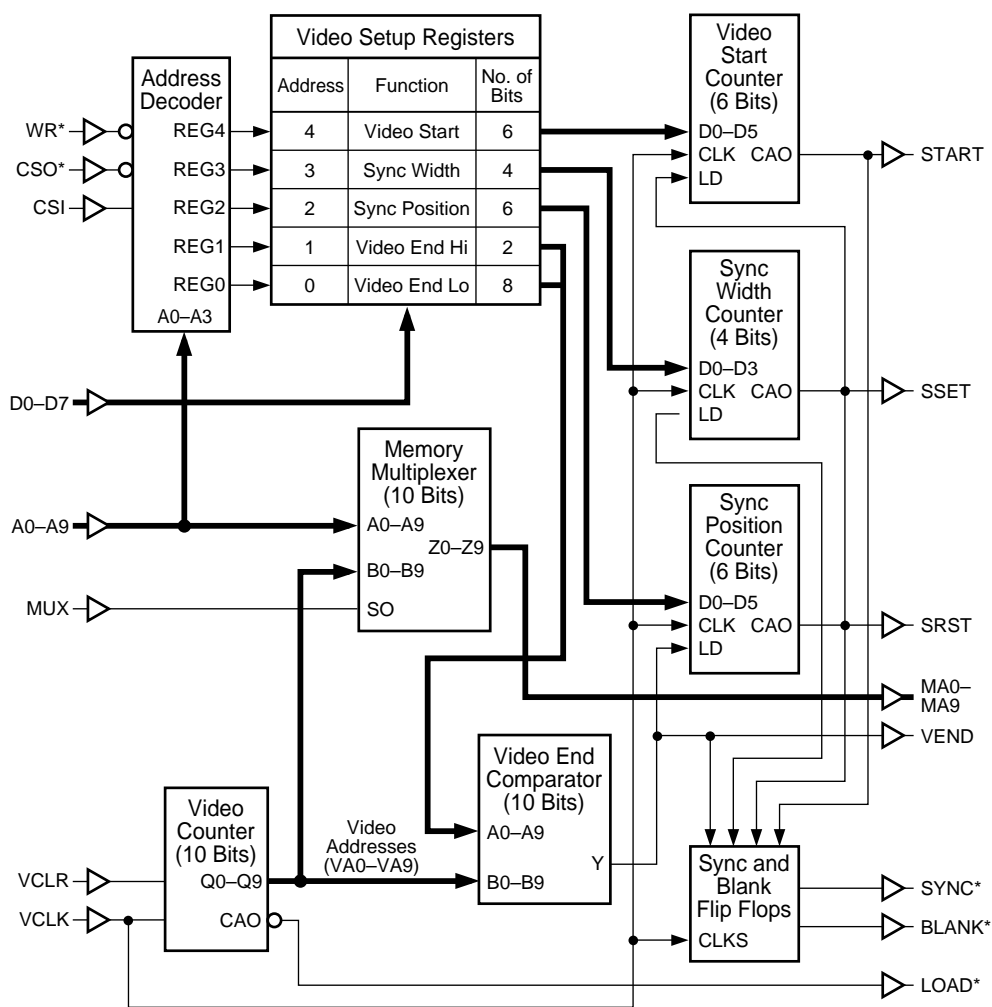 Video Setup Registers
Address
Function
No. of
Bits
4
Video Start
6
3
Sync Width
4
2
Sync Position
6
1
Video End Hi
2
0
Video End Lo
8
Address
Decoder
REG4
REG3
REG2
REG1
REG0
A0–A3
WR*
CSO*
CSI
D0–D7
A0–A9
MUX
VCLR
VCLK
Memory
Multiplexer
(10 Bits)
A0–A9
Z0–Z9
B0–B9
SO
Video
Counter
(10 Bits)
Q0–Q9
CAO
Video
Addresses
(VA0–VA9)
Video End
Comparator
(10 Bits)
A0–A9
Y
B0–B9
Video
Start
Counter
(6 Bits)
D0–D5
CLK CAO
LD
Sync
Width
Counter
(4 Bits)
D0–D3
CLK CAO
LD
Sync
Position
Counter
(6 Bits)
D0–D5
CLK CAO
LD
Sync and
Blank
Flip Flops
CLKS
START
SSET
SRST
MA0–
MA9
VEND
SYNC*
BLANK*
LOAD*